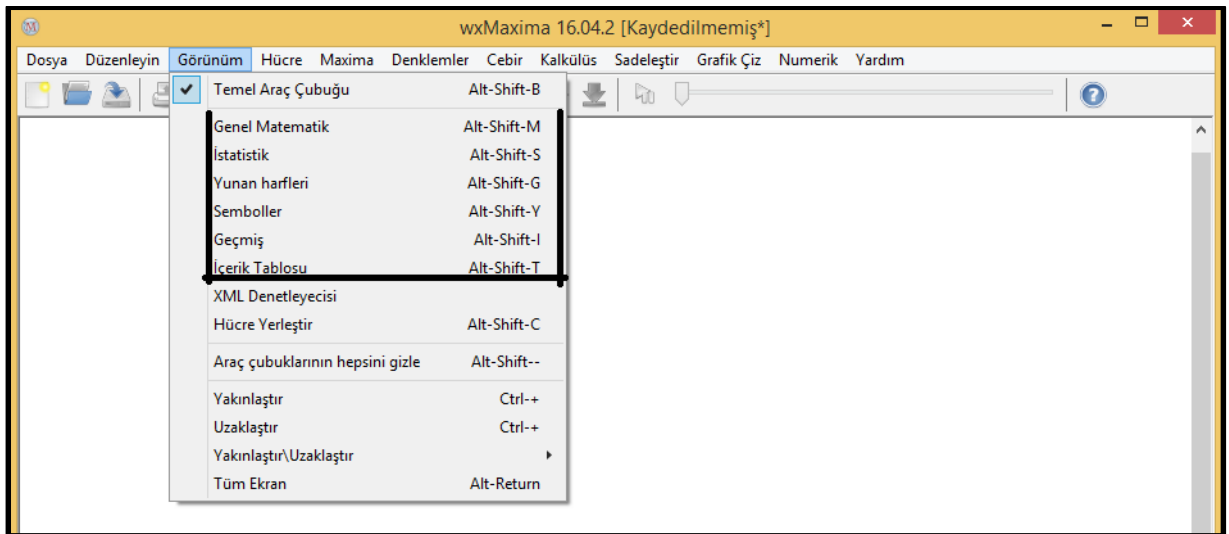 wxMaxima 16.04.2 [Kaydedilmemiş*]
Dosya Düzenleyin Görünüm Hücre Maxima Denklemler Cebir Kalkülüs Sadeleştir Grafik Çiz Numerik Yardım
Temel Araç Çubuğu Alt-Shift-B
Genel Matematik Alt-Shift-M
İstatistik Alt-Shift-S
Yunan harfleri Alt-Shift-G
Semboller Alt-Shift-Y
Geçmiş Alt-Shift-I
İçerik Tablosu Alt-Shift-T
XML Denetleyecisi
Hücre Yerleştir Alt-Shift-C
Araç çubuklarının hepsini gizle Alt-Shift--
Yakınlaştır Ctrl-+
Uzaklaştır Ctrl-+
Yakınlaştır\Uzaklaştır
Tüm Ekran Alt-Return